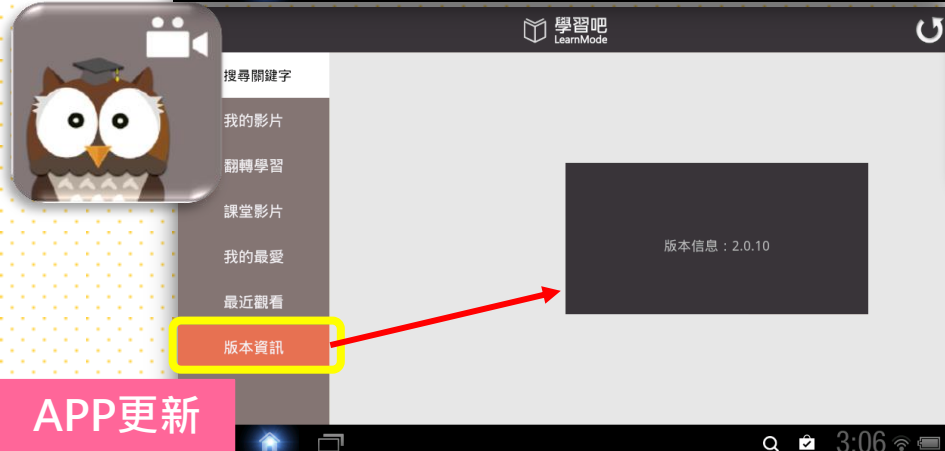 學習吧
LearnMode
搜尋關鍵字
我的影片
翻轉學習
課堂影片
我的最愛
最近觀看
版本資訊
版本信息：2.0.10
APP更新
3:06